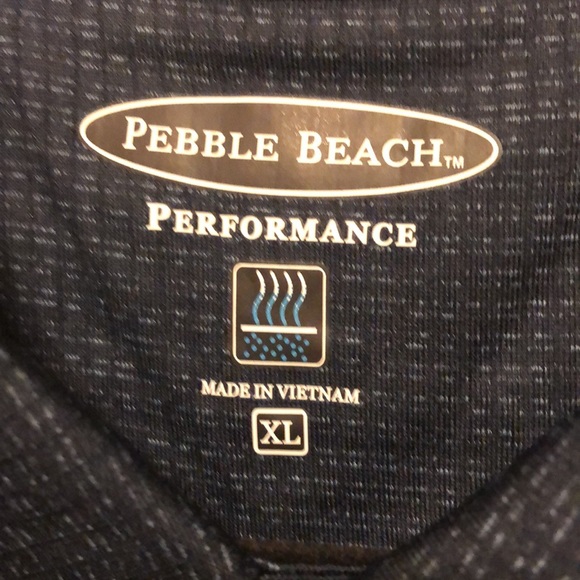 PEBBLE BEACH™
PERFORMANCE
MADE IN VIETNAM
XL